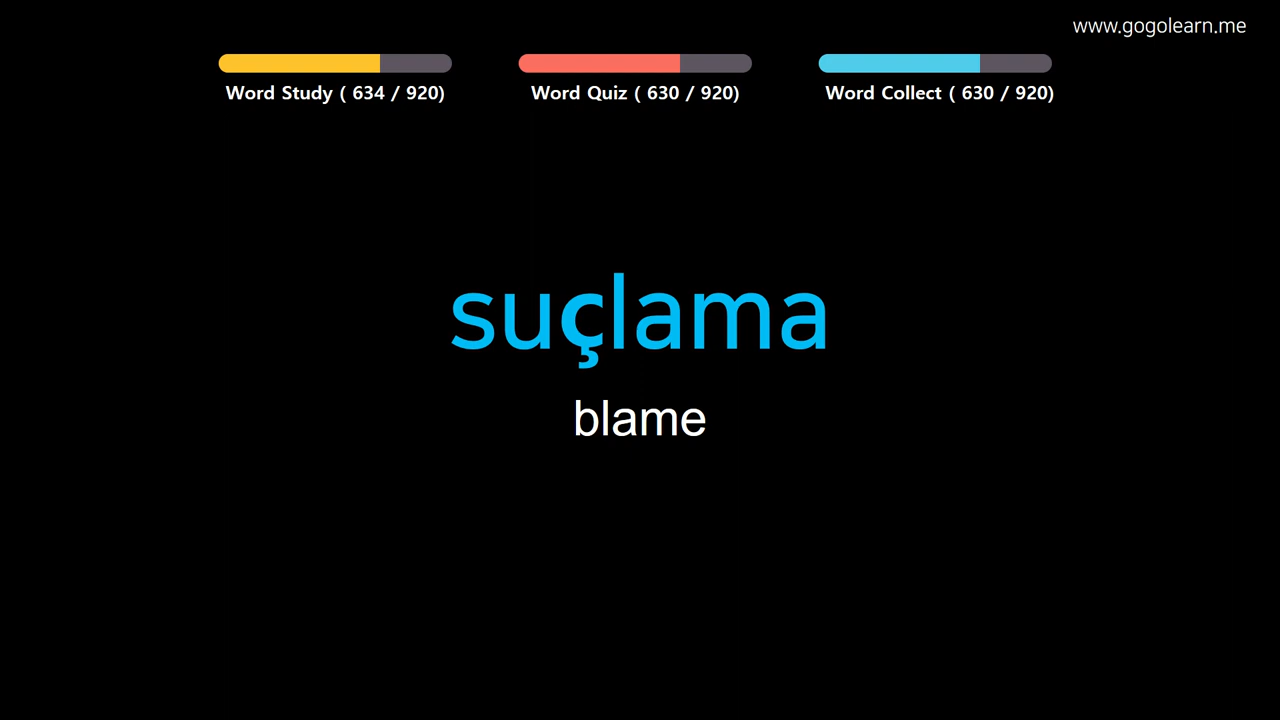 www.gogolearn.me
Word Study ( 634 / 920)
Word Quiz ( 630 / 920)
Word Collect ( 630 / 920)
suçlama
blame